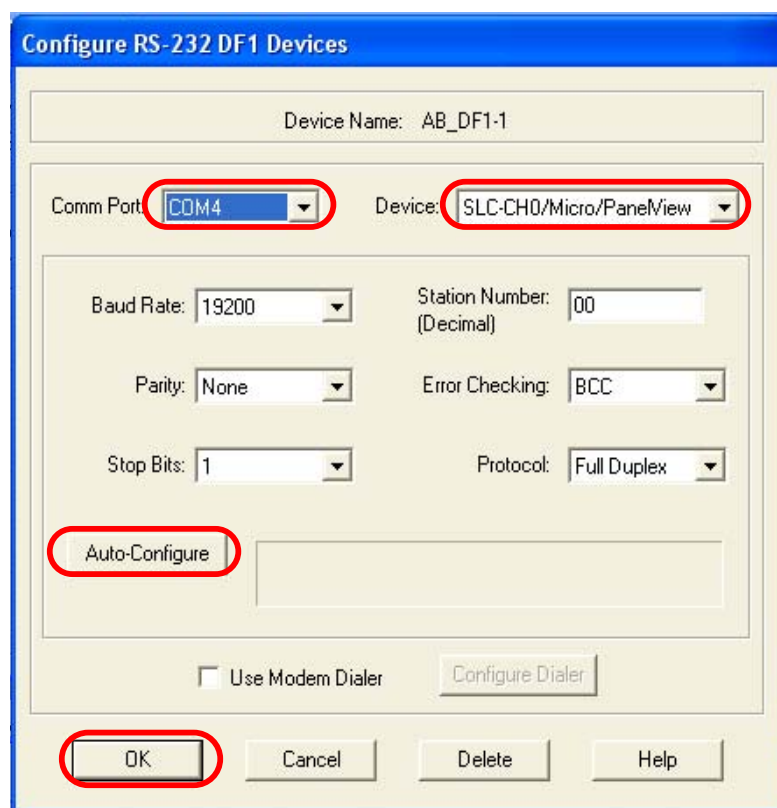 Configure RS-232 DF1 Devices
Device Name: AB_DF1-1
Comm Port: COM4 Device: SLC-CH0/Micro/PanelView
Baud Rate: 19200 Station Number: 00
(Decimal)
Parity: None Error Checking: BCC
Stop Bits: 1 Protocol: Full Duplex
Auto-Configure
Use Modem Dialer Configure Dialer
OK Cancel Delete Help